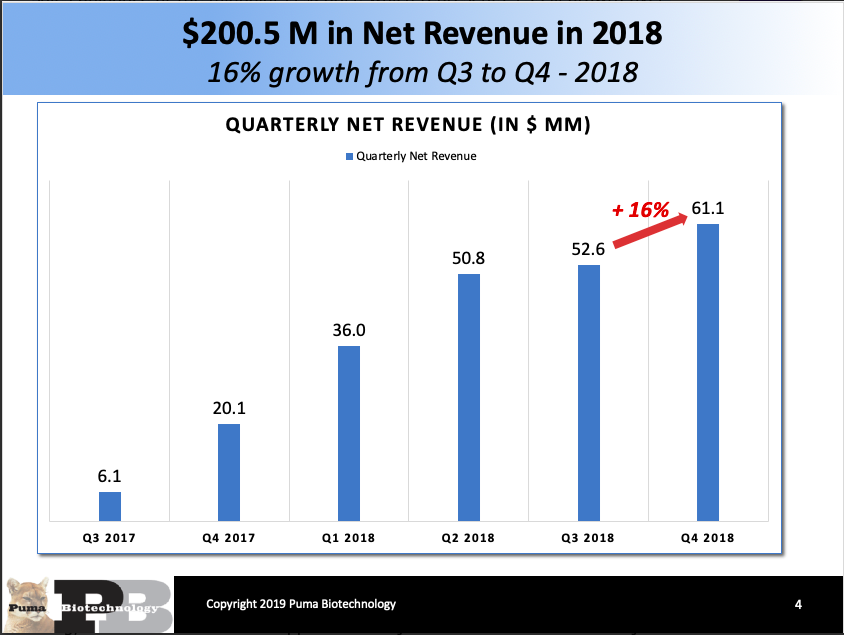 $200.5 M in Net Revenue in 2018
16% growth from Q3 to Q4 - 2018
QUARTERLY NET REVENUE (IN $ MM)
Quarterly Net Revenue
6.1
20.1
36.0
50.8
52.6
+ 16%
61.1
Q3 2017
Q4 2017
Q1 2018
Q2 2018
Q3 2018
Q4 2018
PB
Puma Biotechnology
Copyright 2019 Puma Biotechnology
4